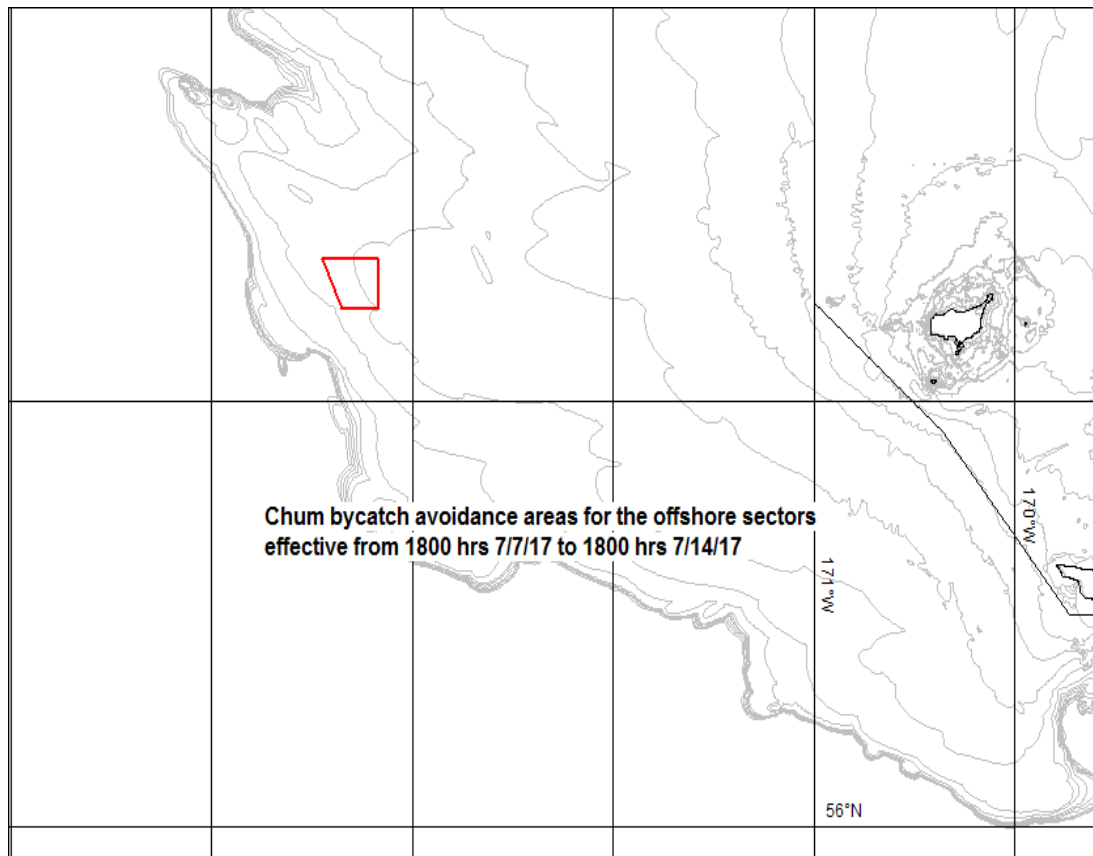 Chum bycatch avoidance areas for the offshore sectors
effective from 1800 hrs 7/7/17 to 1800 hrs 7/14/17
170°W
171°W
56°N